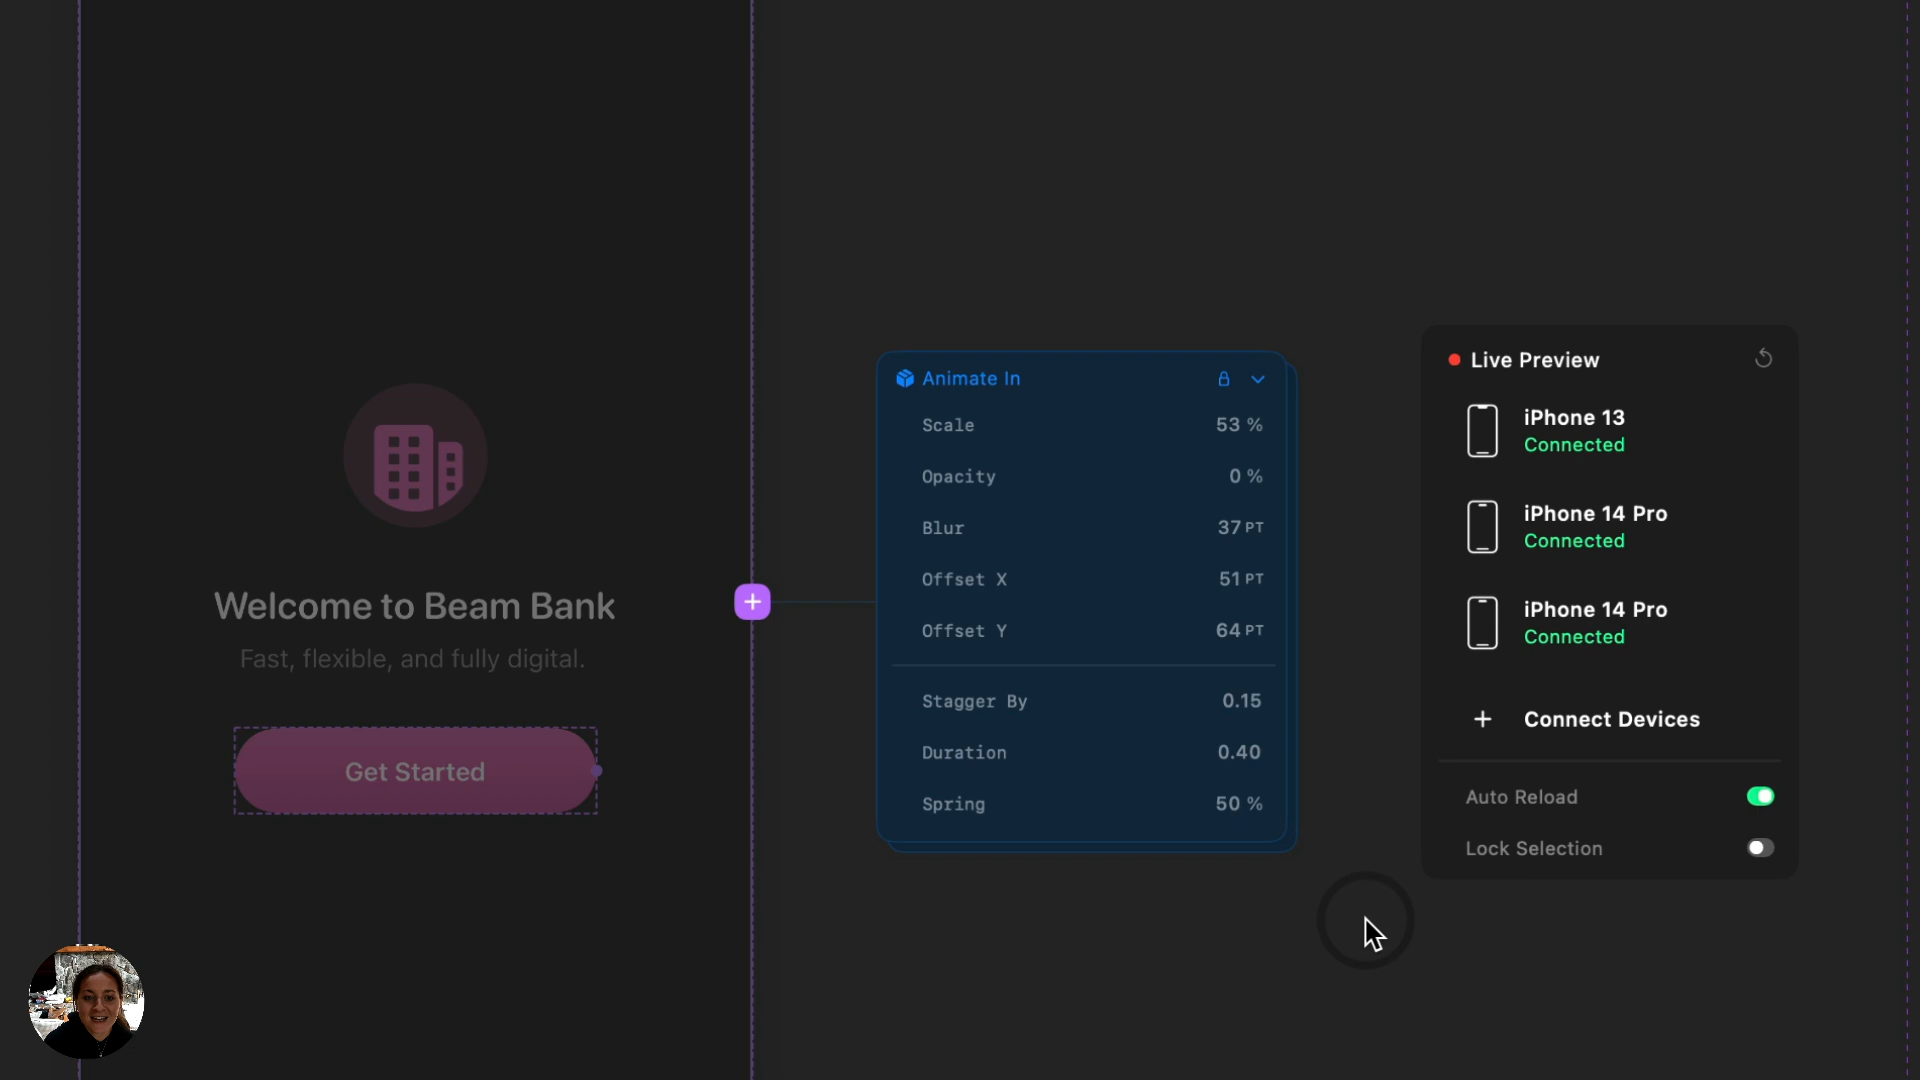 Welcome to Beam Bank
Fast, flexible, and fully digital.
Get Started
Animate In
Scale 53 %
Opacity 0 %
Blur 37 PT
Offset X 51 PT
Offset Y 64 PT
Stagger By 0.15
Duration 0.40
Spring 50 %
Live Preview
iPhone 13
Connected
iPhone 14 Pro
Connected
iPhone 14 Pro
Connected
+ Connect Devices
Auto Reload
Lock Selection